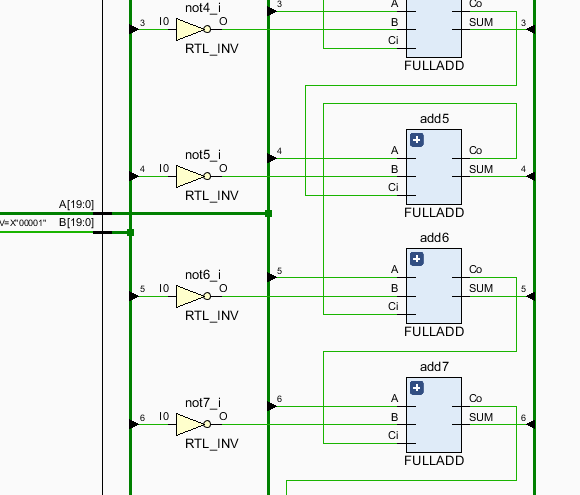 not4_i
3
A
Co
3
I0
O
B
SUM
3
Ci
RTL_INV
FULLADD
add5
not5_i
4
A
Co
4
I0
O
B
SUM
4
Ci
RTL_INV
A[19:0]
FULLADD
V=X"00001"
B[19:0]
add6
not6_i
5
A
Co
5
I0
O
B
SUM
5
Ci
RTL_INV
FULLADD
add7
not7_i
6
A
Co
6
I0
O
B
SUM
6
Ci
RTL_INV
FULLADD